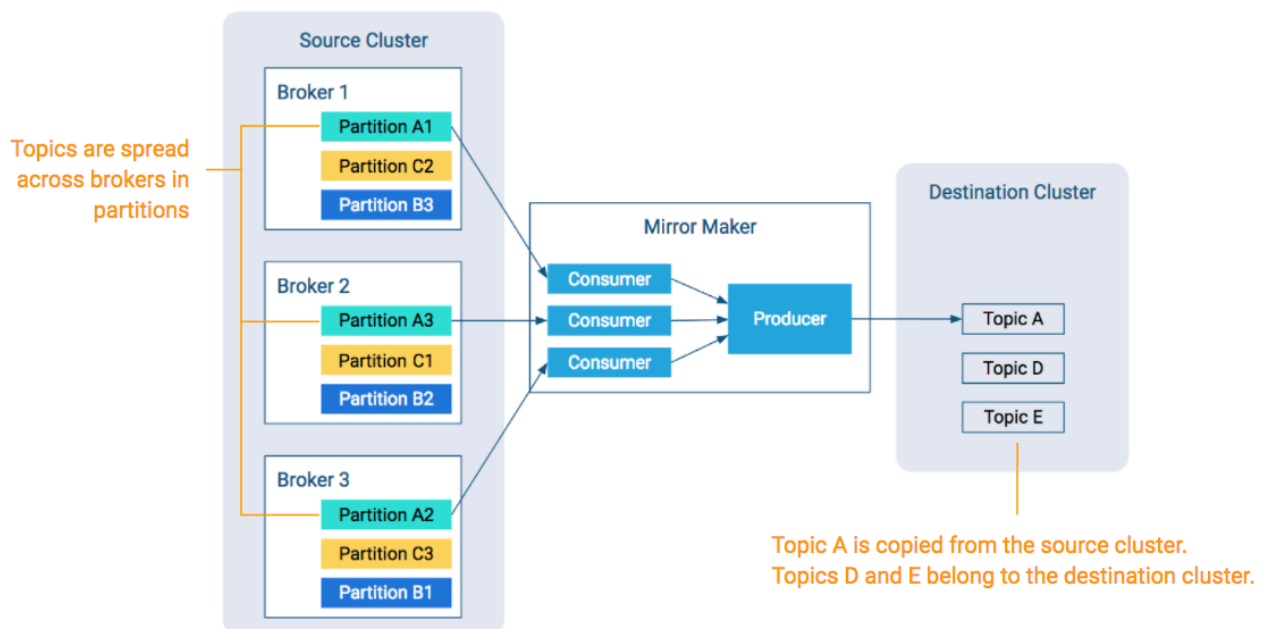 Source Cluster
Broker 1
Partition A1
Partition C2
Partition B3
Topics are spread
across brokers in
partitions
Broker 2
Partition A3
Partition C1
Partition B2
Broker 3
Partition A2
Partition C3
Partition B1
Mirror Maker
Consumer
Consumer
Consumer
Producer
Destination Cluster
Topic A
Topic D
Topic E
Topic A is copied from the source cluster.
Topics D and E belong to the destination cluster.